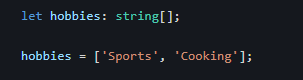 let hobbies: string[];
hobbies = ['Sports', 'Cooking'];